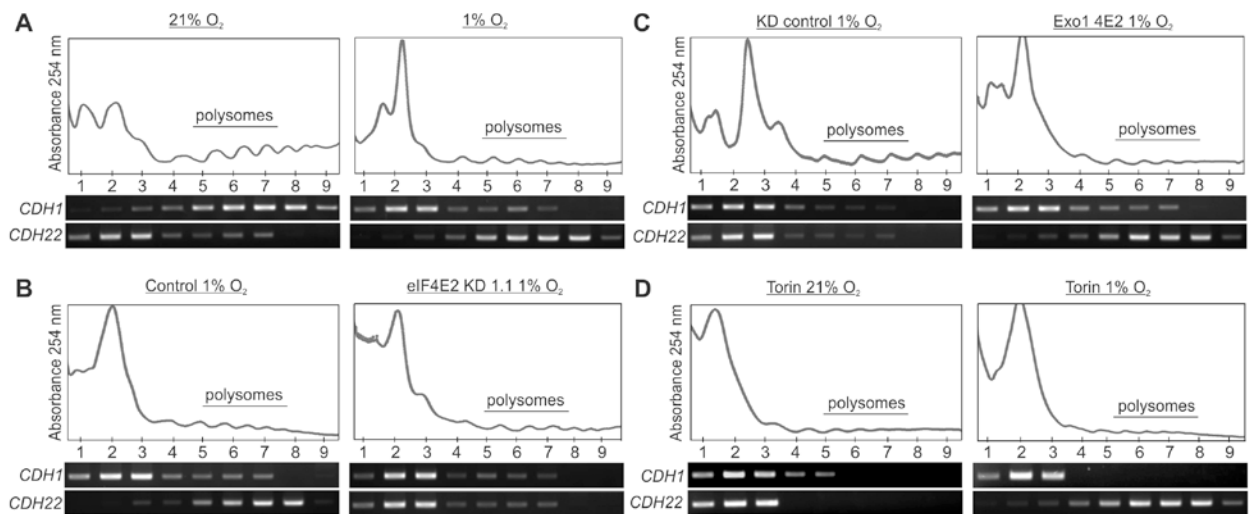 A
21% O₂
1% O₂
Absorbance 254 nm
polysomes
polysomes
1 2 3 4 5 6 7 8 9
1 2 3 4 5 6 7 8 9
CDH1
CDH22
B
Control 1% O₂
eIF4E2 KD 1.1 1% O₂
Absorbance 254 nm
polysomes
polysomes
1 2 3 4 5 6 7 8 9
1 2 3 4 5 6 7 8 9
CDH1
CDH22
C
KD control 1% O₂
Exo1 4E2 1% O₂
Absorbance 254 nm
polysomes
polysomes
1 2 3 4 5 6 7 8 9
1 2 3 4 5 6 7 8 9
CDH1
CDH22
D
Torin 21% O₂
Torin 1% O₂
Absorbance 254 nm
polysomes
polysomes
1 2 3 4 5 6 7 8 9
1 2 3 4 5 6 7 8 9
CDH1
CDH22